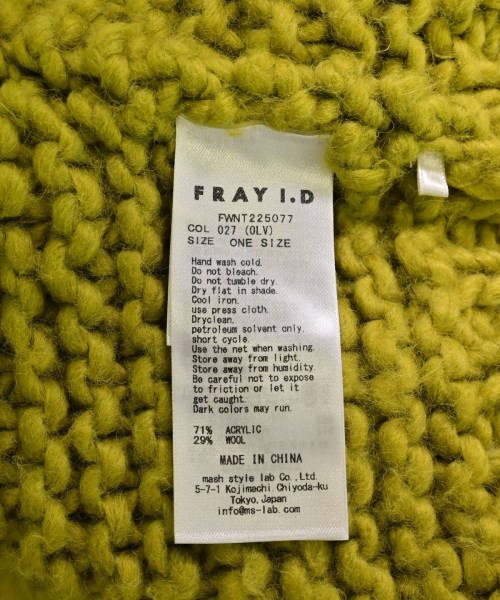 FRAY I.D
FWNT225077
COL 027 (OLV)
SIZE ONE SIZE
Hand wash cold.
Do not bleach.
Do not tumble dry.
Dry flat in shade.
Cool iron.
use press cloth.
Dryclean.
petroleum solvent only.
short cycle.
Use the net when washing.
Store away from light.
Store away from humidity.
Be careful not to expose
to friction or let it
get caught.
Dark colors may run.
71% ACRYLIC
29% WOOL
MADE IN CHINA
mash style lab Co.,Ltd.
5-7-1 Kojimachi,Chiyoda-ku
Tokyo,Japan
info@ms-lab.com